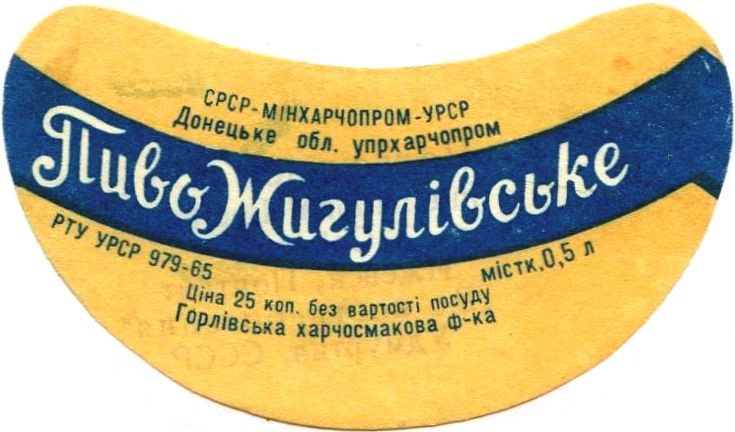 СРСР-МІНХАРЧОПРОМ-УРСР
Донецьке обл. упрхарчопром
Пиво Жигулівське
РТУ УРСР 979-65
містк.0,5 л
Ціна 25 коп. без вартості посуду
Горлівська харчосмакова ф-ка